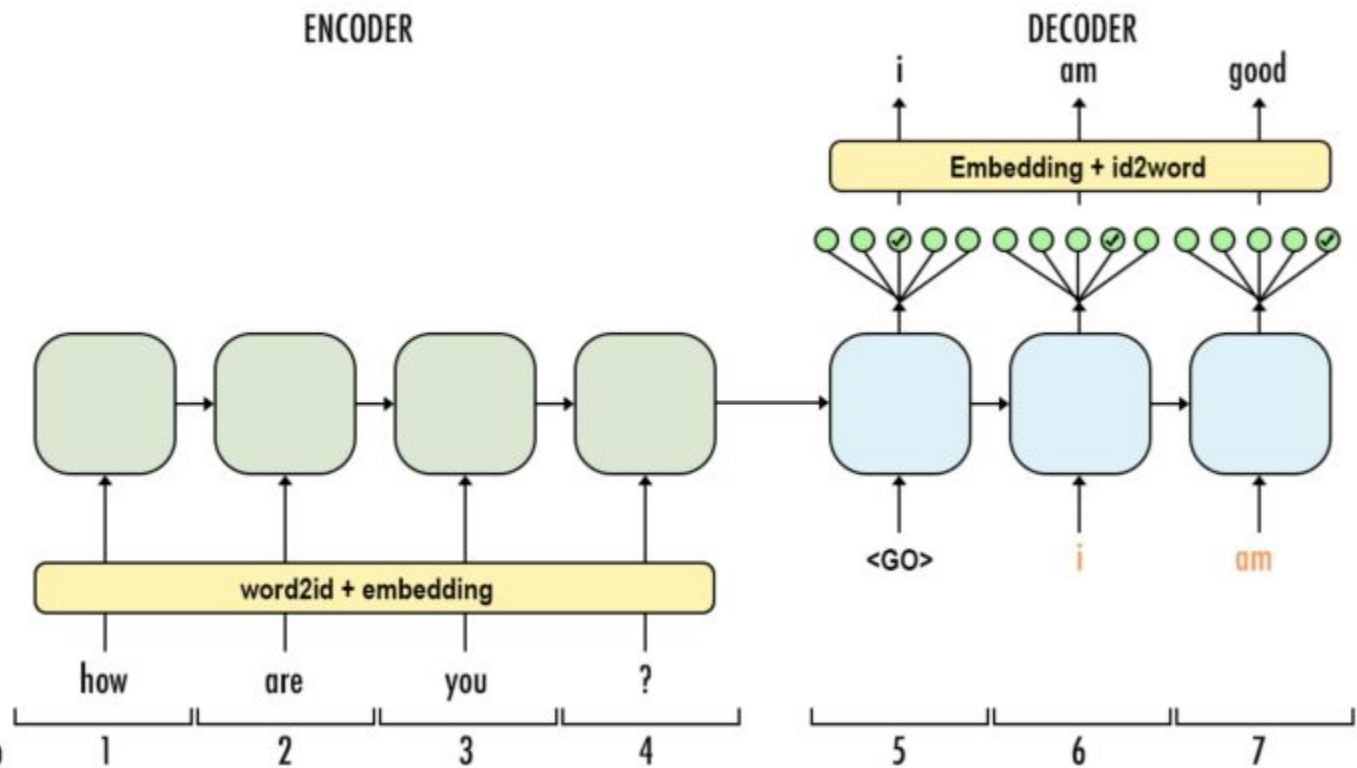 ENCODER
DECODER
i am good
Embedding + id2word
<GO> i am
word2id + embedding
how are you ?
1 2 3 4 5 6 7